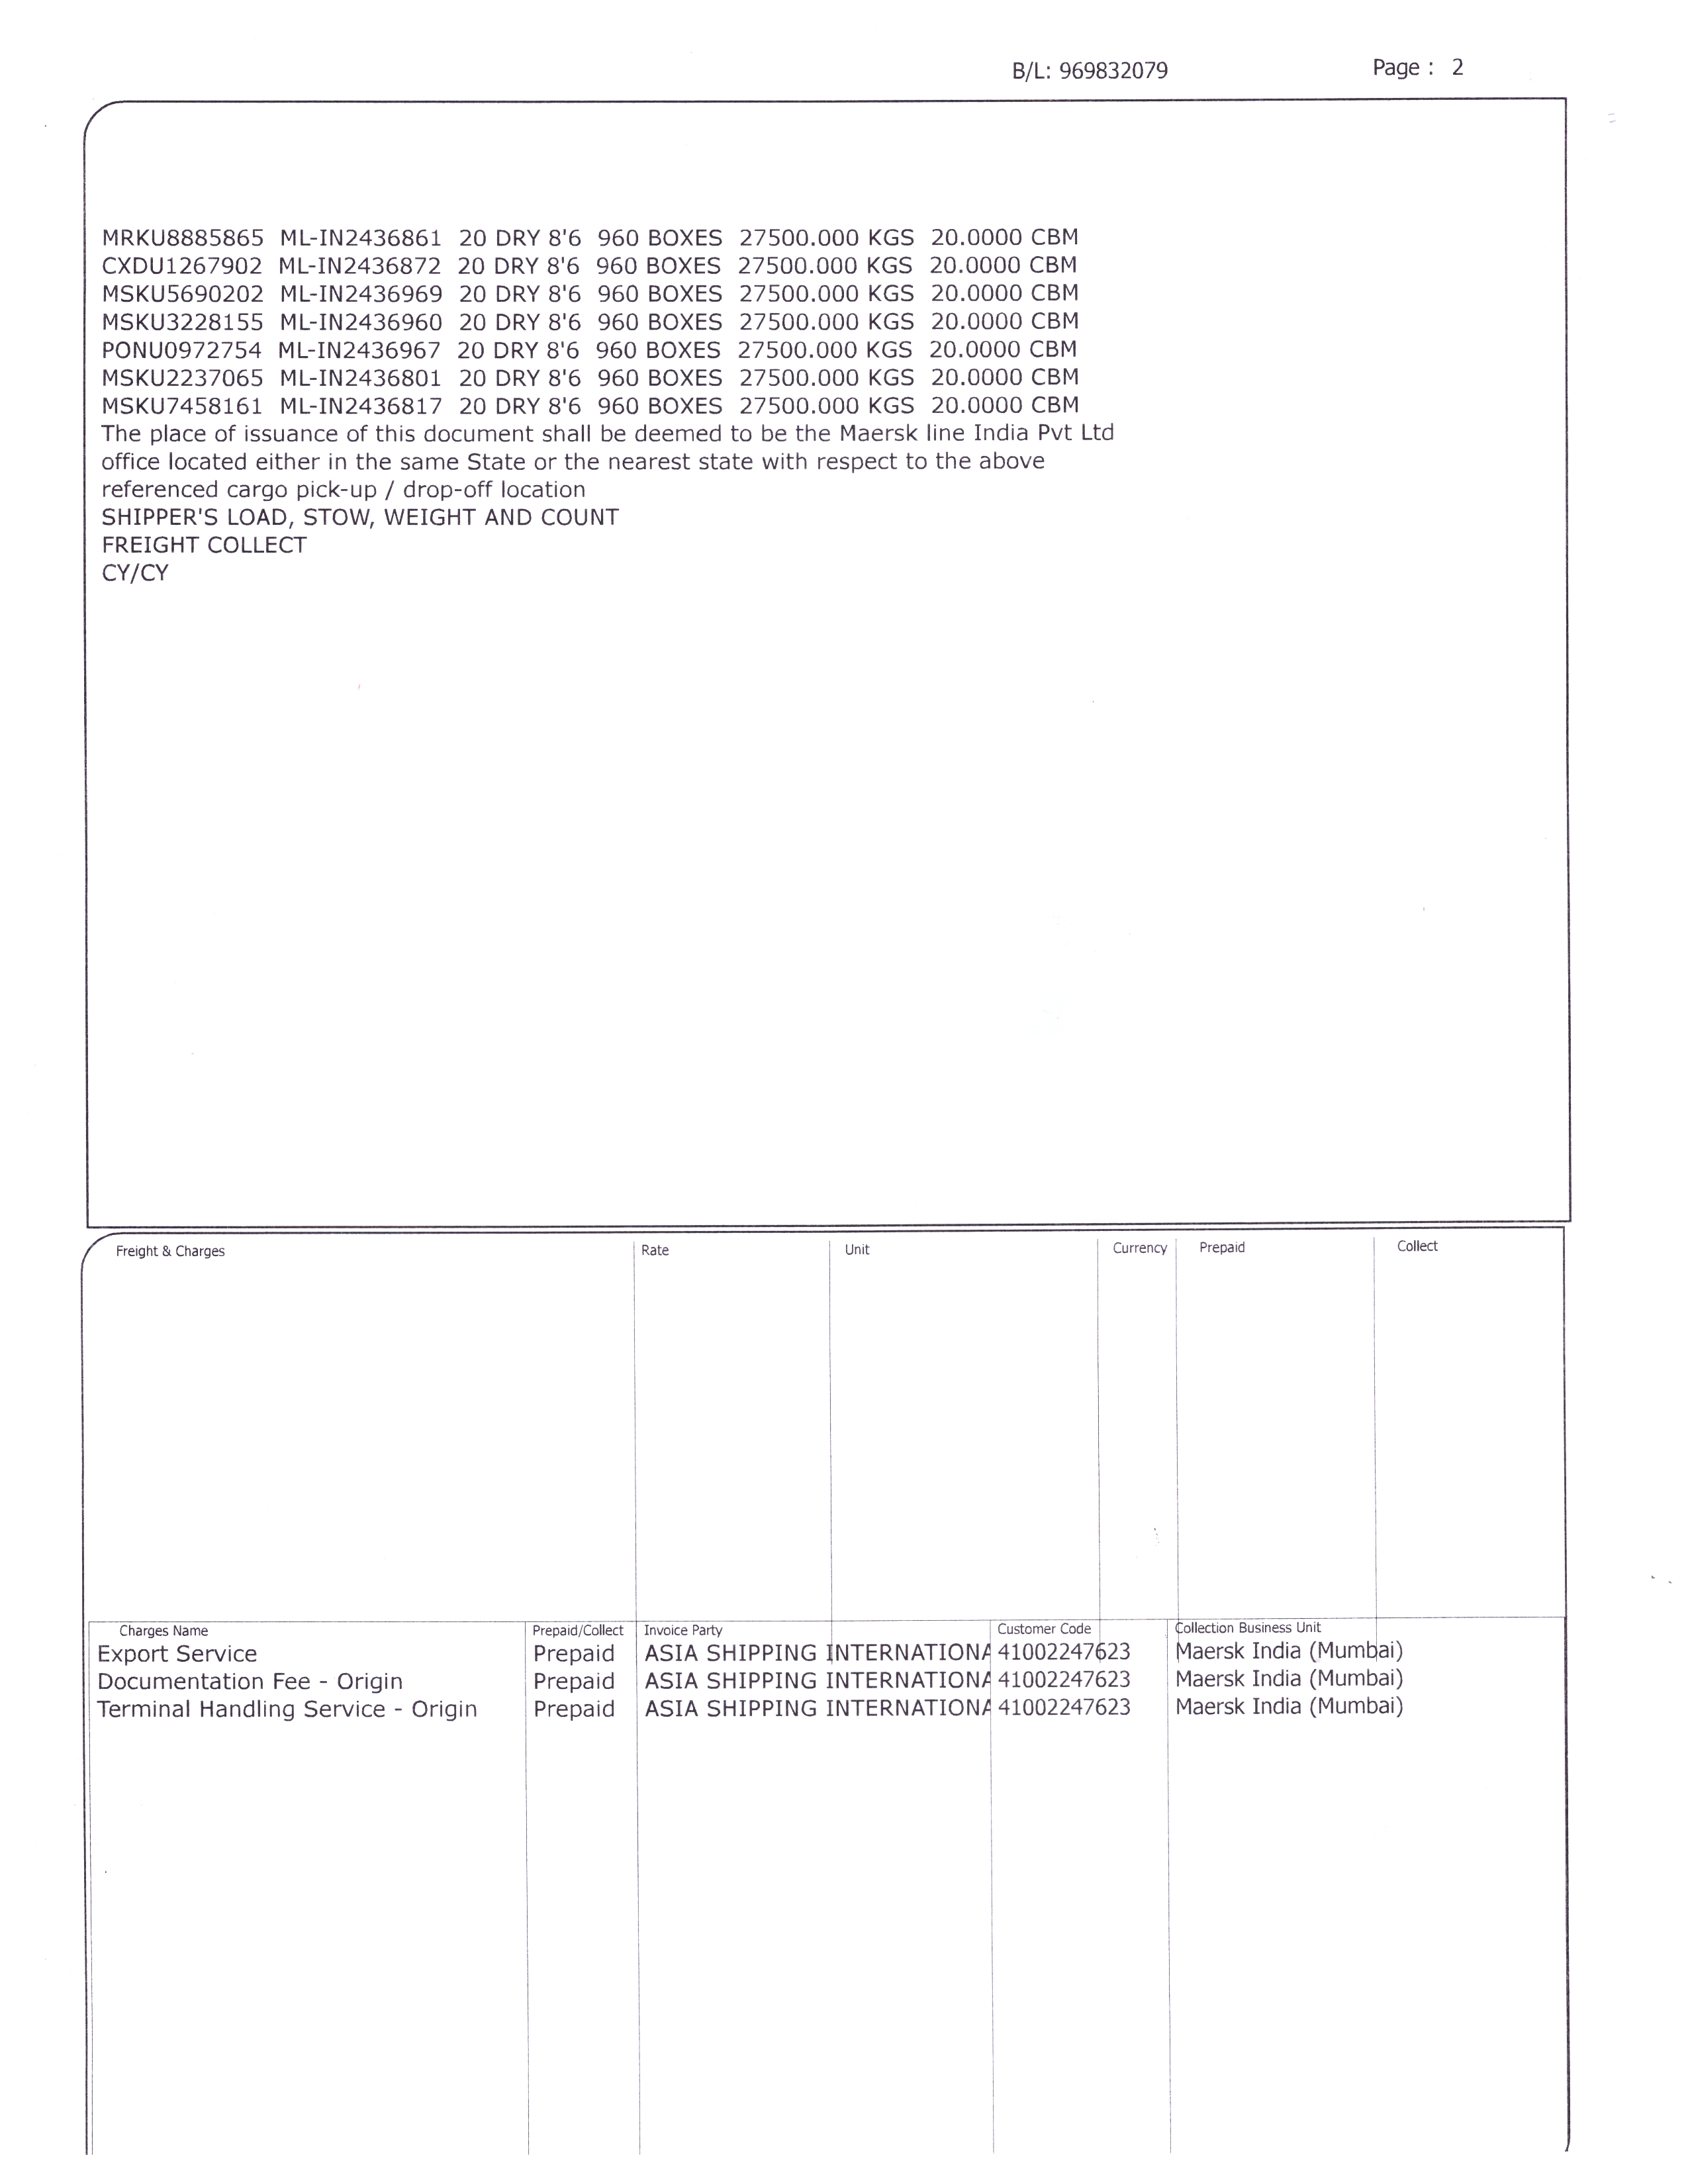 B/L: 969832079 Page : 2
MRKU8885865 ML-IN2436861 20 DRY 8'6 960 BOXES 27500.000 KGS 20.0000 CBM
CXDU1267902 ML-IN2436872 20 DRY 8'6 960 BOXES 27500.000 KGS 20.0000 CBM
MSKU5690202 ML-IN2436969 20 DRY 8'6 960 BOXES 27500.000 KGS 20.0000 CBM
MSKU3228155 ML-IN2436960 20 DRY 8'6 960 BOXES 27500.000 KGS 20.0000 CBM
PONU0972754 ML-IN2436967 20 DRY 8'6 960 BOXES 27500.000 KGS 20.0000 CBM
MSKU2237065 ML-IN2436801 20 DRY 8'6 960 BOXES 27500.000 KGS 20.0000 CBM
MSKU7458161 ML-IN2436817 20 DRY 8'6 960 BOXES 27500.000 KGS 20.0000 CBM
The place of issuance of this document shall be deemed to be the Maersk line India Pvt Ltd
office located either in the same State or the nearest state with respect to the above
referenced cargo pick-up / drop-off location
SHIPPER'S LOAD, STOW, WEIGHT AND COUNT
FREIGHT COLLECT
CY/CY
Freight & Charges Rate Unit Currency Prepaid Collect
Charges Name Prepaid/Collect Invoice Party Customer Code Collection Business Unit
Export Service Prepaid ASIA SHIPPING INTERNATIONA 41002247623 Maersk India (Mumbai)
Documentation Fee - Origin Prepaid ASIA SHIPPING INTERNATIONA 41002247623 Maersk India (Mumbai)
Terminal Handling Service - Origin Prepaid ASIA SHIPPING INTERNATIONA 41002247623 Maersk India (Mumbai)